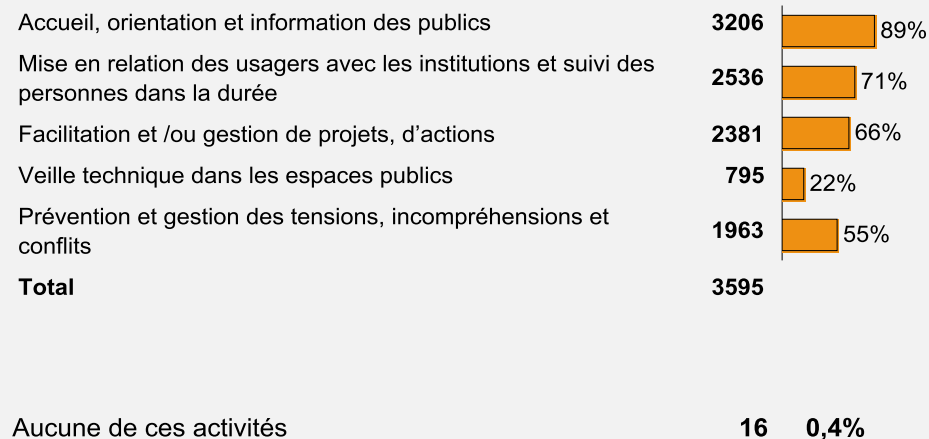 Accueil, orientation et information des publics 3206 89%
Mise en relation des usagers avec les institutions et suivi des
personnes dans la durée 2536 71%
Facilitation et /ou gestion de projets, d’actions 2381 66%
Veille technique dans les espaces publics 795 22%
Prévention et gestion des tensions, incompréhensions et
conflits 1963 55%
Total 3595
Aucune de ces activités 16 0,4%